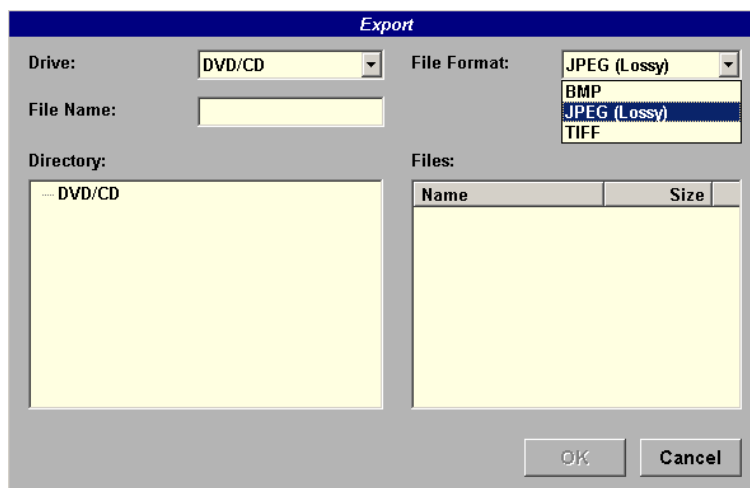 Export
Drive:
DVD/CD
File Format:
JPEG (Lossy)
BMP
JPEG (Lossy)
TIFF
File Name:
Directory:
DVD/CD
Files:
Name Size
OK
Cancel